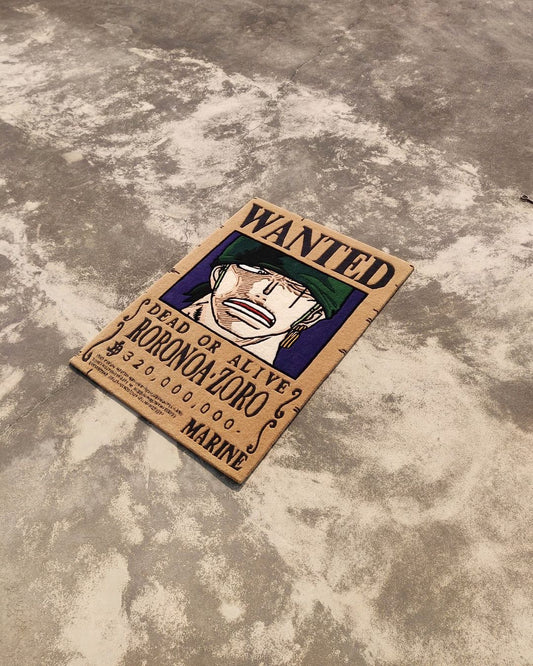 WANTED
DEAD OR ALIVE
RORONOA ZORO
฿320,000,000-
MARINE